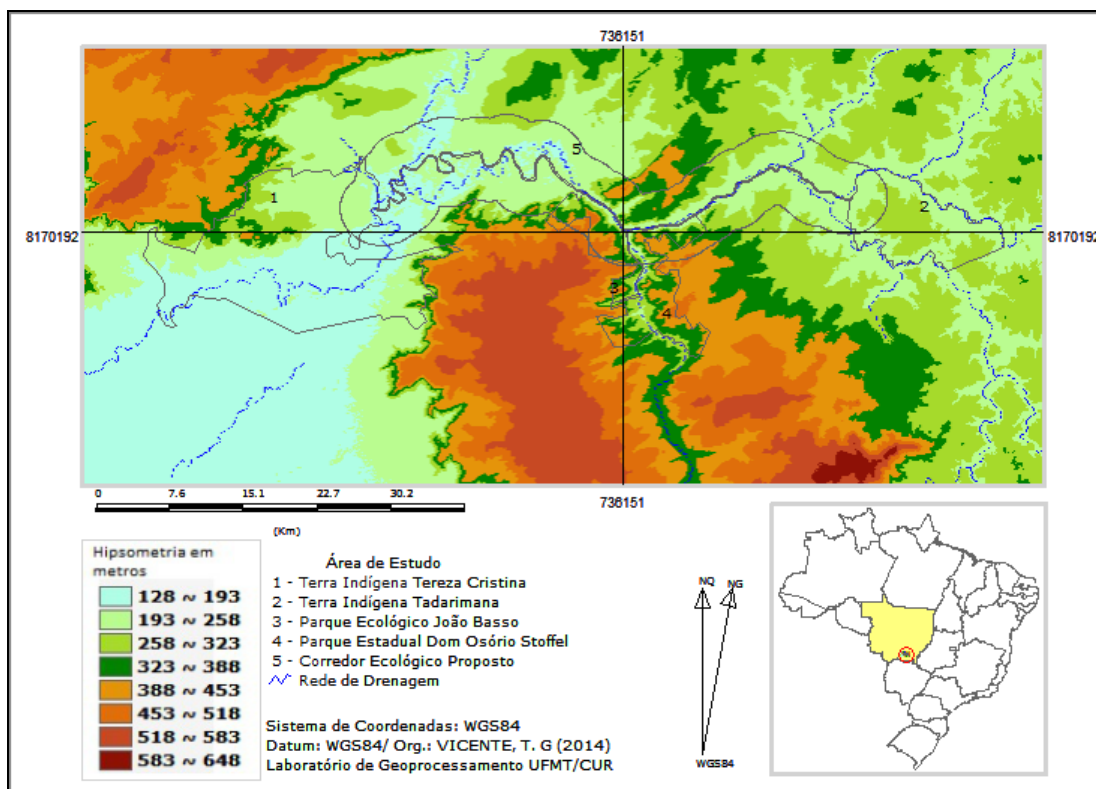 736151
5
1
2
8170192
8170192
3
4
736151
0 7.6 15.1 22.7 30.2
(Km)
Hipsometria em
metros
128 ~ 193
193 ~ 258
258 ~ 323
323 ~ 388
388 ~ 453
453 ~ 518
518 ~ 583
583 ~ 648
Área de Estudo
1 - Terra Indígena Tereza Cristina
2 - Terra Indígena Tadarimana
3 - Parque Ecológico João Basso
4 - Parque Estadual Dom Osório Stoffel
5 - Corredor Ecológico Proposto
Rede de Drenagem
Sistema de Coordenadas: WGS84
Datum: WGS84/ Org.: VICENTE, T. G (2014)
Laboratório de Geoprocessamento UFMT/CUR
NQ NG
WGS84